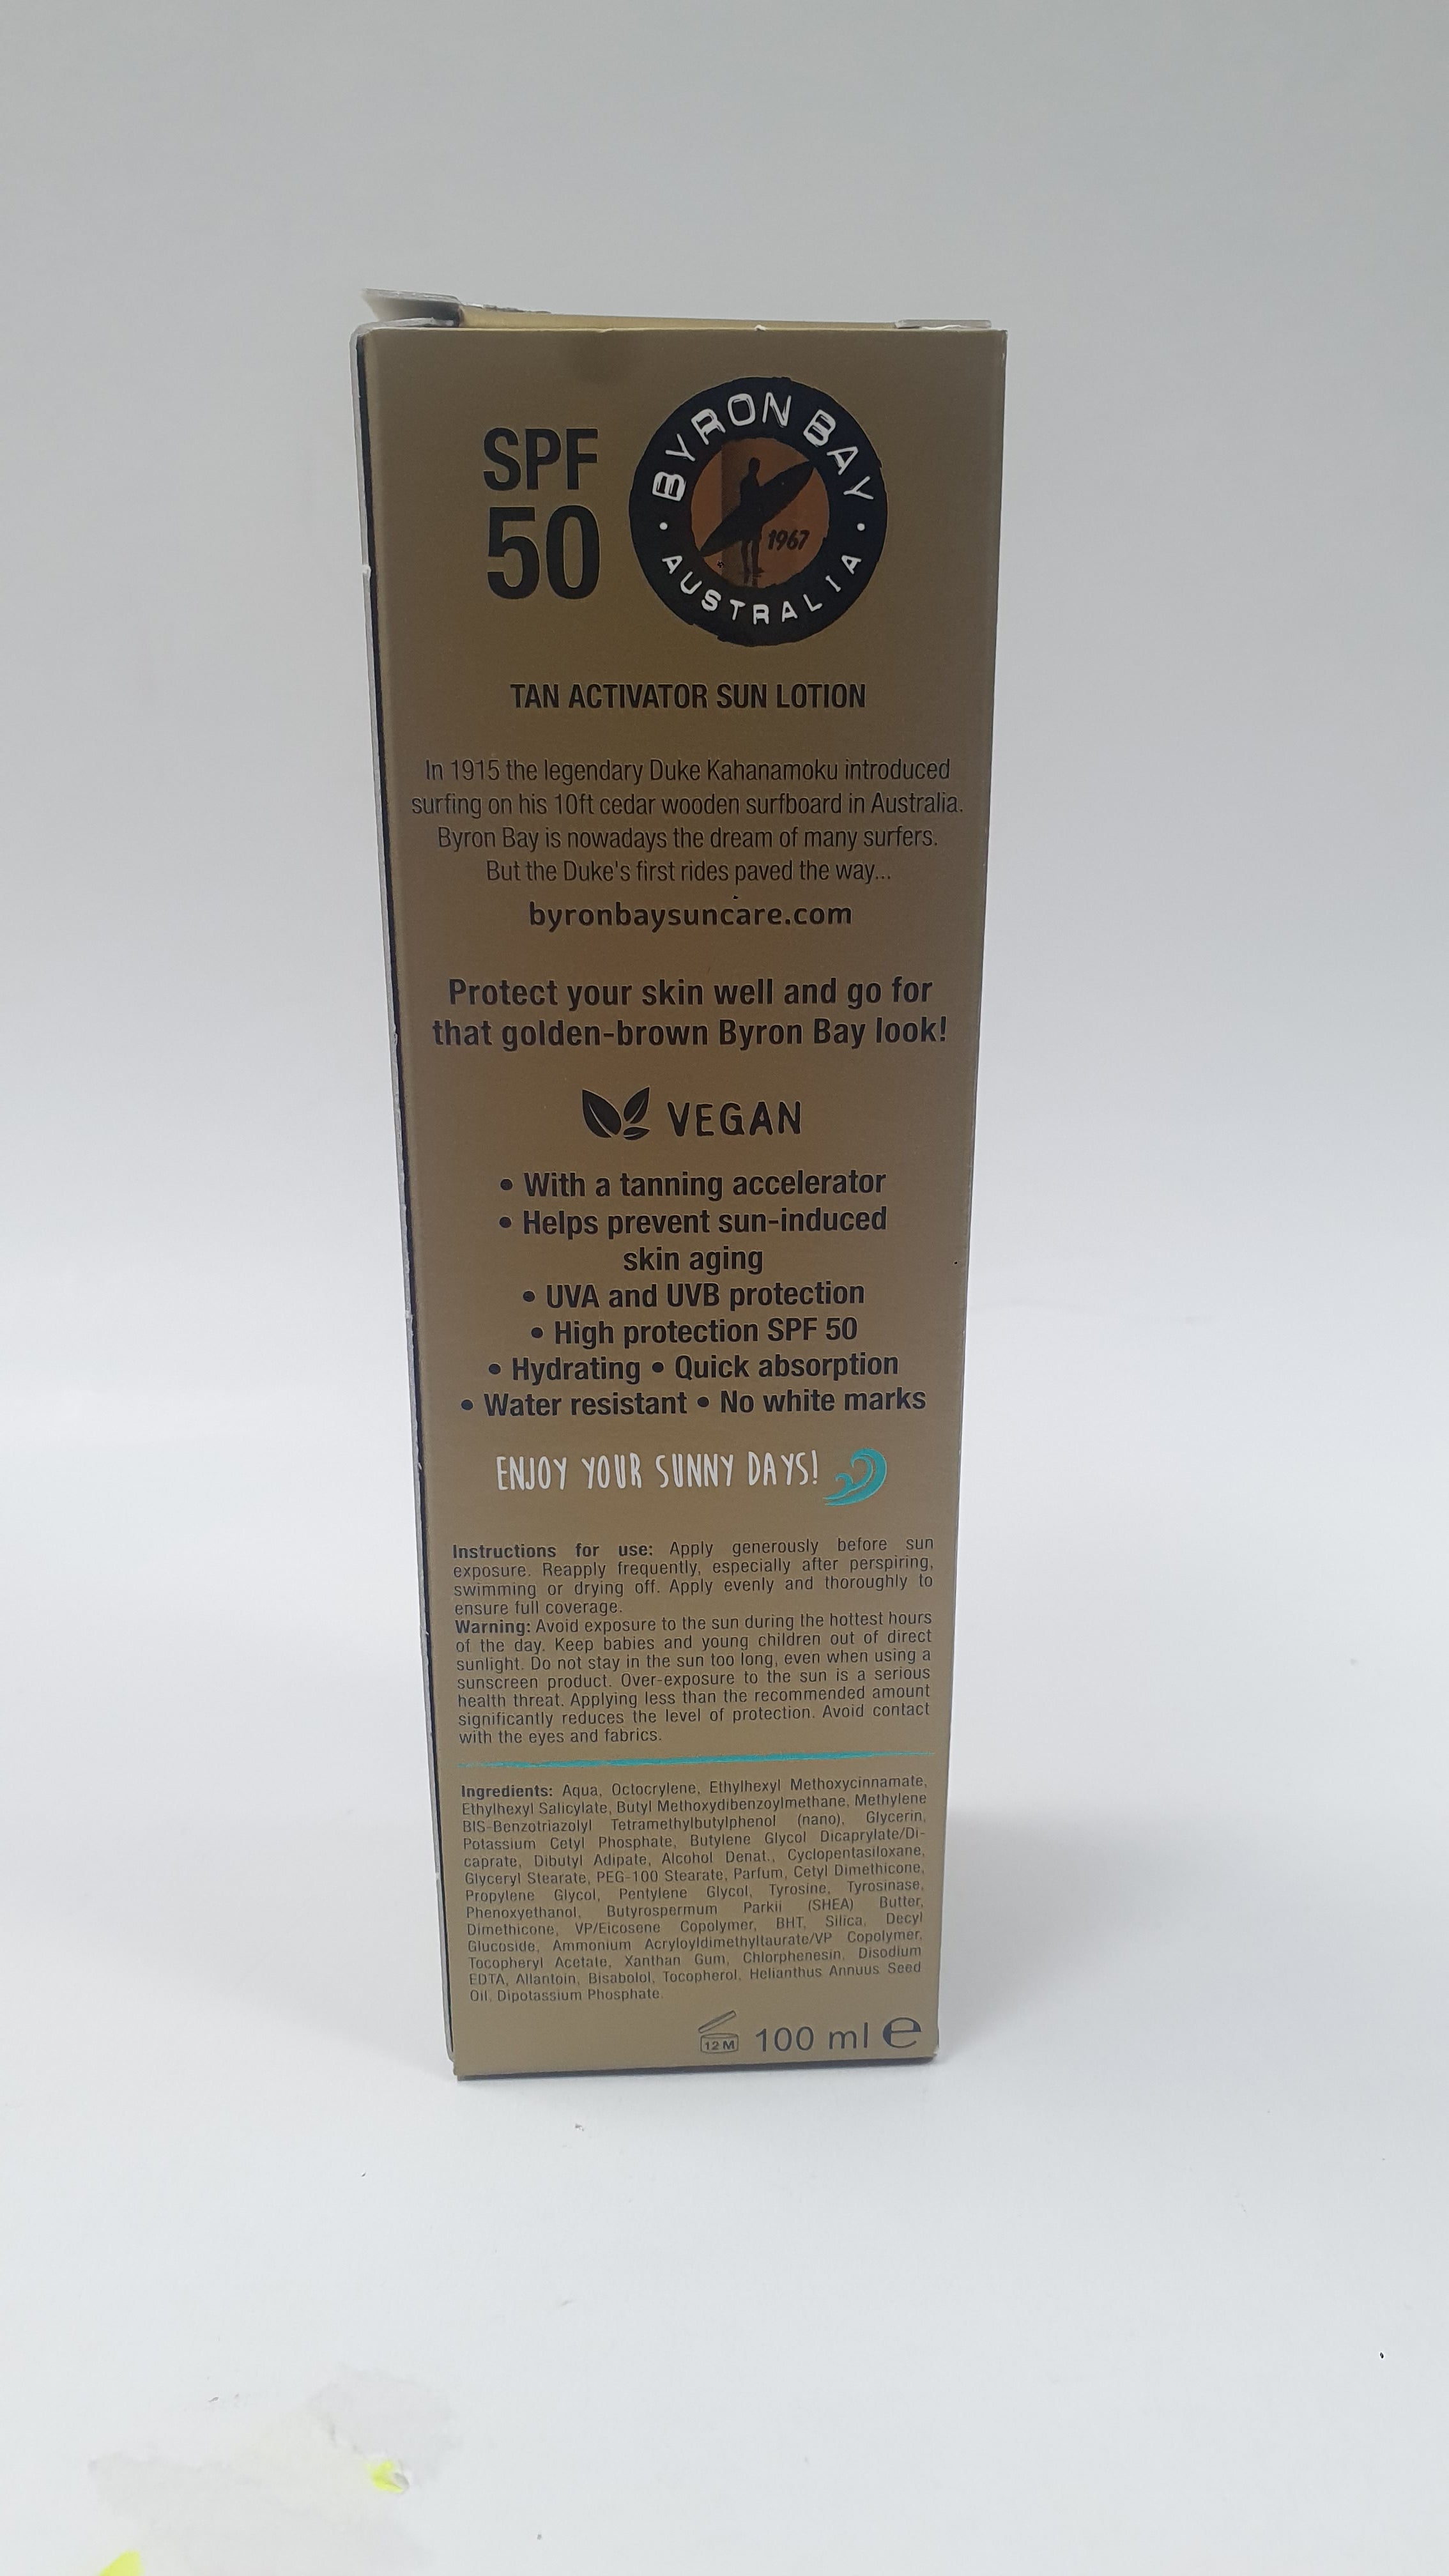 SPF
50
BYRON BAY
1967
AUSTRALIA
TAN ACTIVATOR SUN LOTION
In 1915 the legendary Duke Kahanamoku introduced
surfing on his 10ft cedar wooden surfboard in Australia.
Byron Bay is nowadays the dream of many surfers.
But the Duke's first rides paved the way...
byronbaysuncare.com
Protect your skin well and go for
that golden-brown Byron Bay look!
VEGAN
• With a tanning accelerator
• Helps prevent sun-induced
skin aging
• UVA and UVB protection
• High protection SPF 50
• Hydrating • Quick absorption
• Water resistant • No white marks
ENJOY YOUR SUNNY DAYS!
Instructions for use: Apply generously before sun
exposure. Reapply frequently, especially after perspiring,
swimming or drying off. Apply evenly and thoroughly to
ensure full coverage.
Warning: Avoid exposure to the sun during the hottest hours
of the day. Keep babies and young children out of direct
sunlight. Do not stay in the sun too long, even when using a
sunscreen product. Over-exposure to the sun is a serious
health threat. Applying less than the recommended amount
significantly reduces the level of protection. Avoid contact
with the eyes and fabrics.
Ingredients: Aqua, Octocrylene, Ethylhexyl Methoxycinnamate,
Ethylhexyl Salicylate, Butyl Methoxydibenzoylmethane, Methylene
BIS-Benzotriazolyl Tetramethylbutylphenol (nano), Glycerin,
Potassium Cetyl Phosphate, Butylene Glycol Dicaprylate/Di-
caprate, Dibutyl Adipate, Alcohol Denat., Cyclopentasiloxane,
Glyceryl Stearate, PEG-100 Stearate, Parfum, Cetyl Dimethicone,
Propylene Glycol, Pentylene Glycol, Tyrosine, Tyrosinase,
Phenoxyethanol, Butyrospermum Parkii (SHEA) Butter,
Dimethicone, VP/Eicosene Copolymer, BHT, Silica, Decyl
Glucoside, Ammonium Acryloyldimethyltaurate/VP Copolymer,
Tocopheryl Acetate, Xanthan Gum, Chlorphenesin, Disodium
EDTA, Allantoin, Bisabolol, Tocopherol, Helianthus Annuus Seed
Oil, Dipotassium Phosphate.
12 M 100 ml e